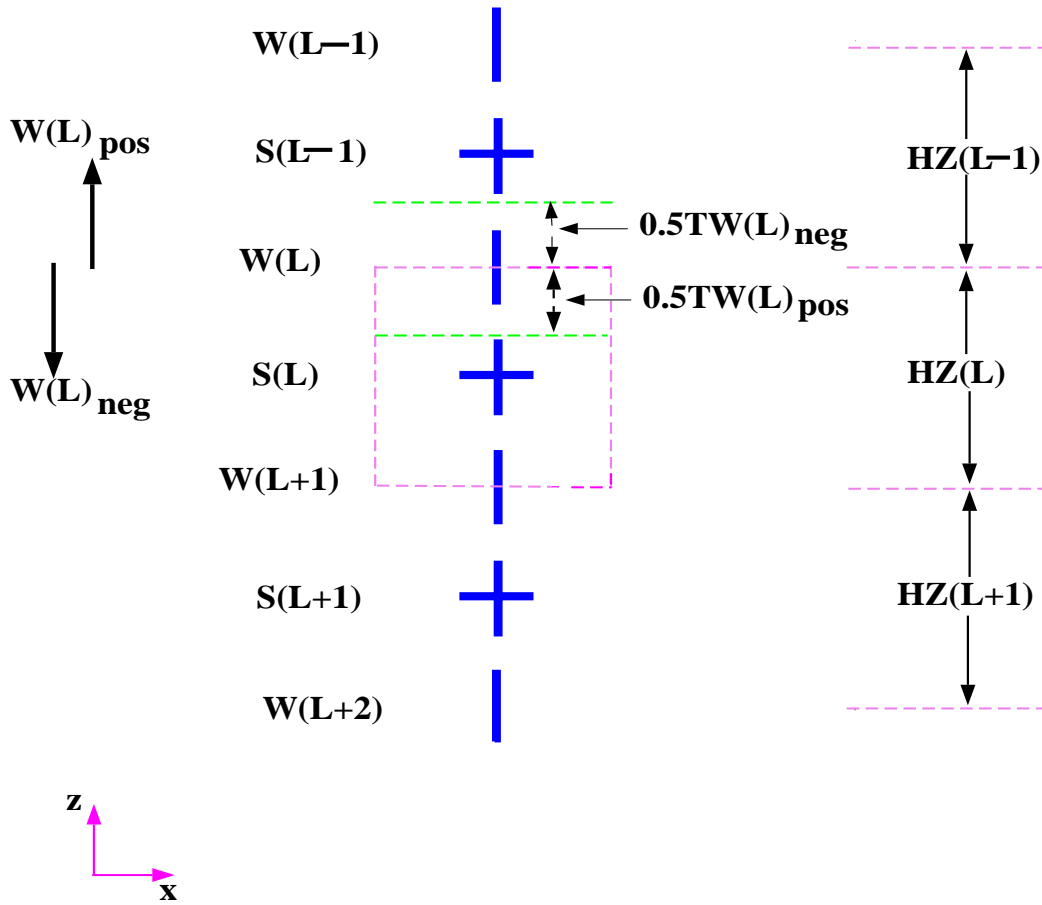 W(L−1)
W(L)pos
S(L−1)
HZ(L−1)
0.5TW(L)neg
W(L)
0.5TW(L)pos
S(L)
HZ(L)
W(L)neg
W(L+1)
S(L+1)
HZ(L+1)
W(L+2)
z
x